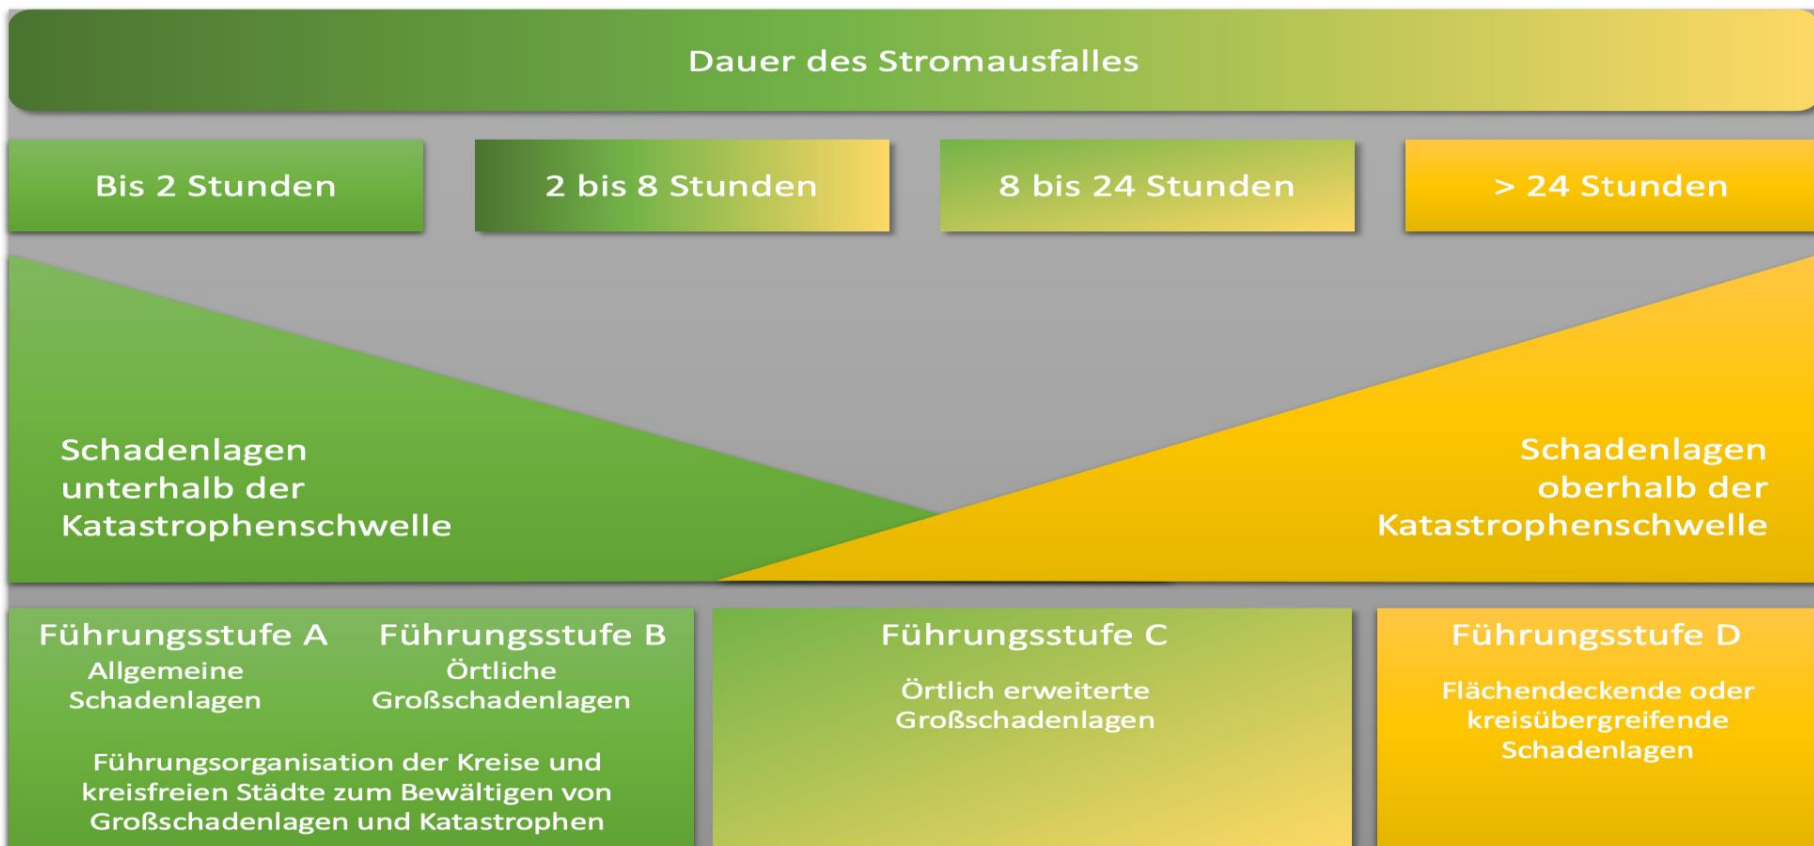 Dauer des Stromausfalles
Bis 2 Stunden
2 bis 8 Stunden
8 bis 24 Stunden
> 24 Stunden
Schadenlagen
unterhalb der
Katastrophenschwelle
Schadenlagen
oberhalb der
Katastrophenschwelle
Führungsstufe A
Allgemeine
Schadenlagen
Führungsstufe B
Örtliche
Großschadenlagen
Führungsorganisation der Kreise und
kreisfreien Städte zum Bewältigen von
Großschadenlagen und Katastrophen
Führungsstufe C
Örtlich erweiterte
Großschadenlagen
Führungsstufe D
Flächendeckende oder
kreisübergreifende
Schadenlagen